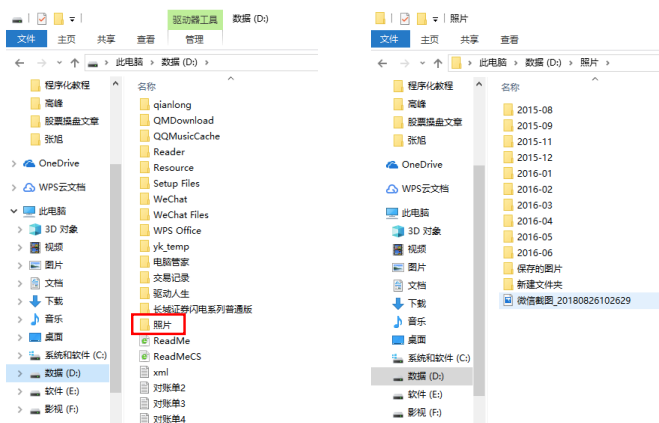 驱动器工具 数据 (D:)
文件 主页 共享 查看 管理
此电脑 › 数据 (D:) ›
程序化教程
高峰
股票操盘文章
张旭
OneDrive
WPS云文档
此电脑
3D 对象
视频
图片
文档
下载
音乐
桌面
系统和软件 (C:)
数据 (D:)
软件 (E:)
影视 (F:)
名称
qianlong
QMDownload
QQMusicCache
Reader
Resource
Setup Files
WeChat
WeChat Files
WPS Office
yk_temp
电脑管家
交易记录
驱动人生
长城证券闪电系列普通版
照片
ReadMe
ReadMeCS
xml
对账单2
对账单3
对账单4
照片
文件 主页 共享 查看
此电脑 › 数据 (D:) › 照片 ›
程序化教程
高峰
股票操盘文章
张旭
OneDrive
WPS云文档
此电脑
3D 对象
视频
图片
文档
下载
音乐
桌面
系统和软件 (C:)
数据 (D:)
软件 (E:)
影视 (F:)
名称
2015-08
2015-09
2015-11
2015-12
2016-01
2016-02
2016-03
2016-04
2016-05
2016-06
保存的图片
新建文件夹
微信截图_20180826102629